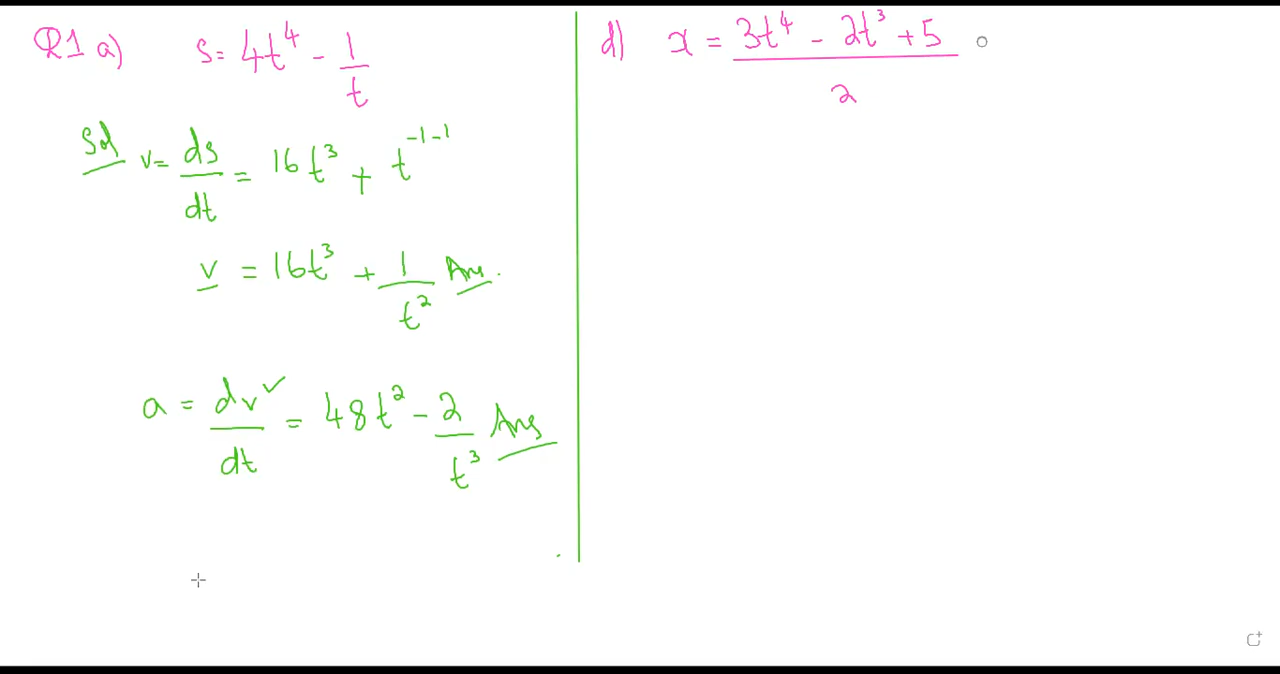 Q1 a) s = 4t⁴ - 1/t
Sol v = ds/dt = 16t³ + t⁻¹⁻¹
v = 16t³ + 1/t² Ans.
a = dv/dt ✓ = 48t² - 2/t³ Ans
d) x = (3t⁴ - 2t³ + 5)/2